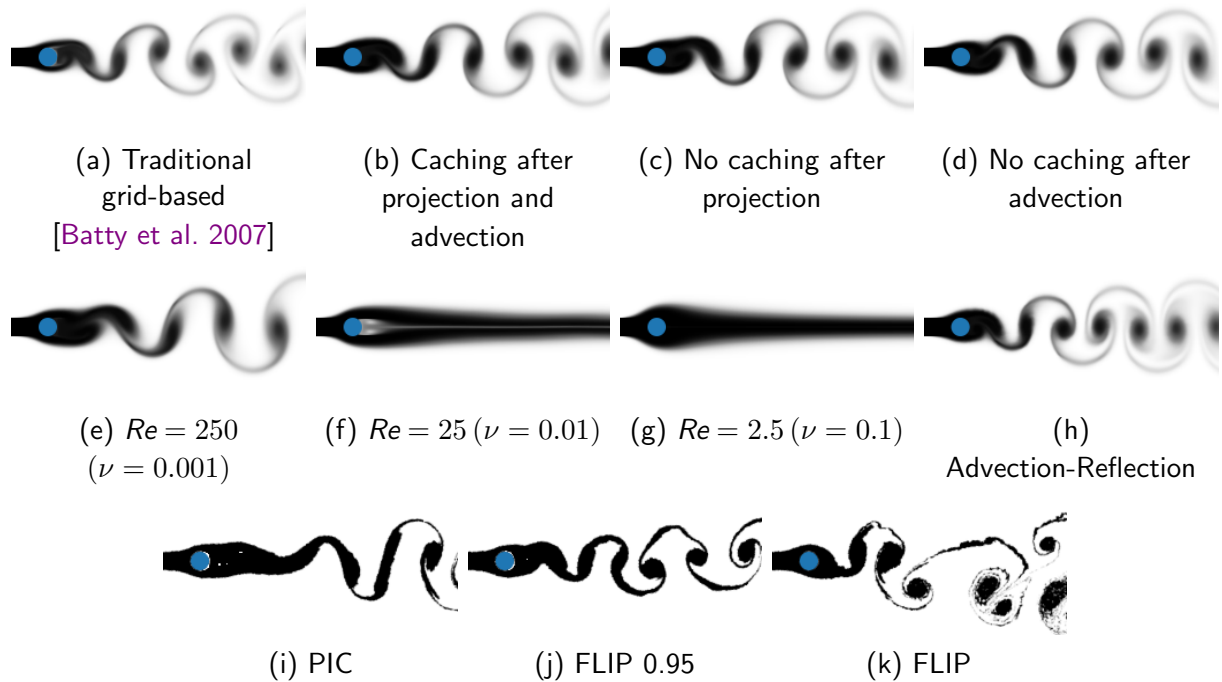 (a) Traditional
grid-based
[Batty et al. 2007]
(b) Caching after
projection and
advection
(c) No caching after
projection
(d) No caching after
advection
(e) Re = 250
(ν = 0.001)
(f) Re = 25 (ν = 0.01)
(g) Re = 2.5 (ν = 0.1)
(h)
Advection-Reflection
(i) PIC
(j) FLIP 0.95
(k) FLIP